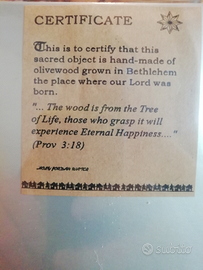 CERTIFICATE
This is to certify that this
sacred object is hand-made of
olivewood grown in Bethlehem
the place where our Lord was
born.
"... The wood is from the Tree
of Life, those who grasp it will
experience Eternal Happiness...."
(Prov 3:18)
subito